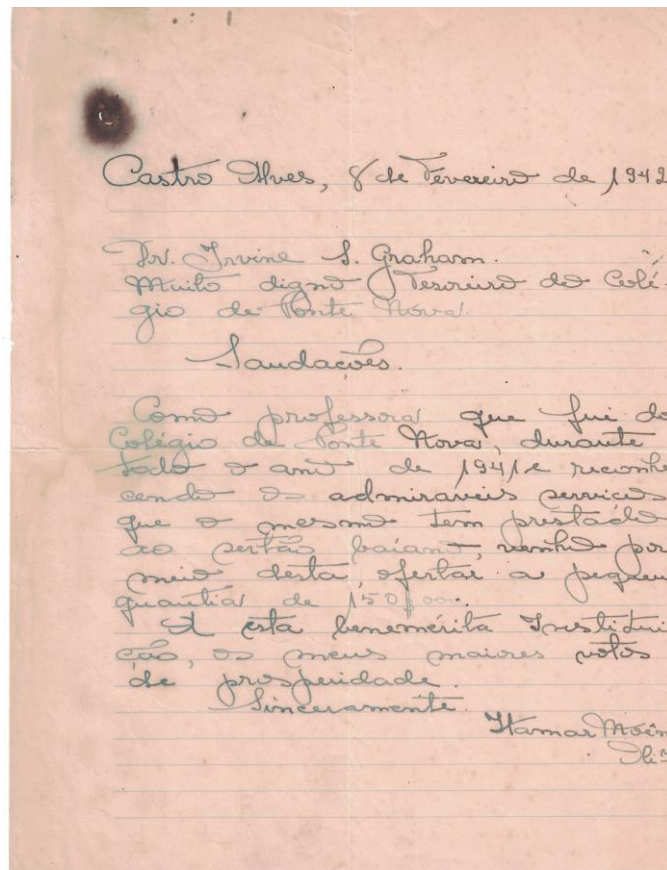 Castro Alves, 8 de Fevereiro de 1942
Dr. Irvine S. Graham.
Muito digno Tesoureiro do Colé-
gio de Ponte Nova.
Saudações.
Como professora que fui do
Colégio de Ponte Nova, durante
todo o ano de 1941 e reconhe
cendo os admiraveis serviços
que o mesmo tem prestado
ao sertão baiano, venho por
meio desta, ofertar a pequen
quantia de 150$000.
A esta benemérita Institui
ção, os meus maiores votos
de prosperidade.
Sinceramente.
Itamar